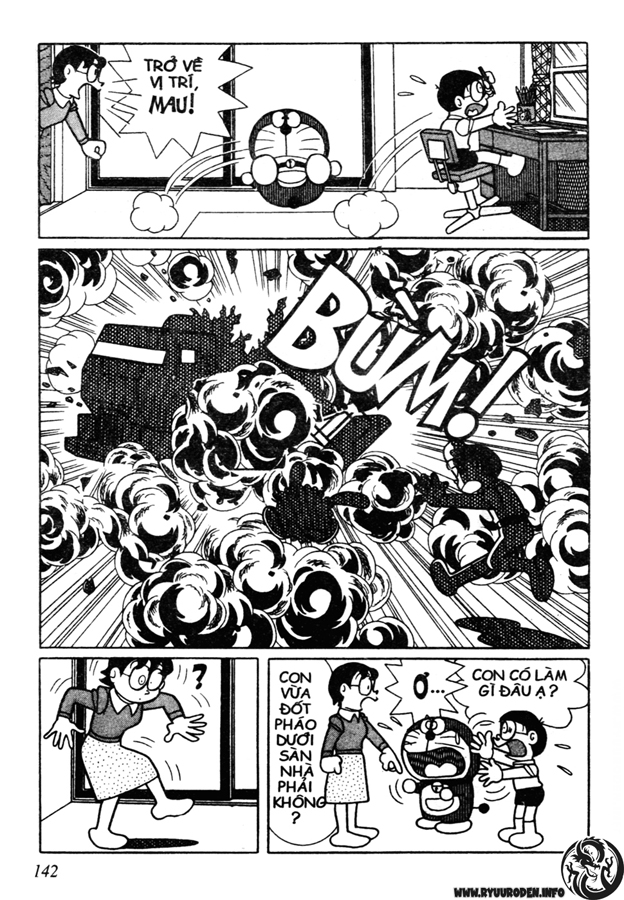 TRỞ VỀ
VỊ TRÍ,
MAU!
BÙM!
?
CON
VỪA
ĐỐT
PHÁO
DƯỚI
SÀN
NHÀ
PHẢI
KHÔNG
?
Ơ...
CON CÓ LÀM
GÌ ĐÂU Ạ?
142
WWW.RYUURODEN.INFO